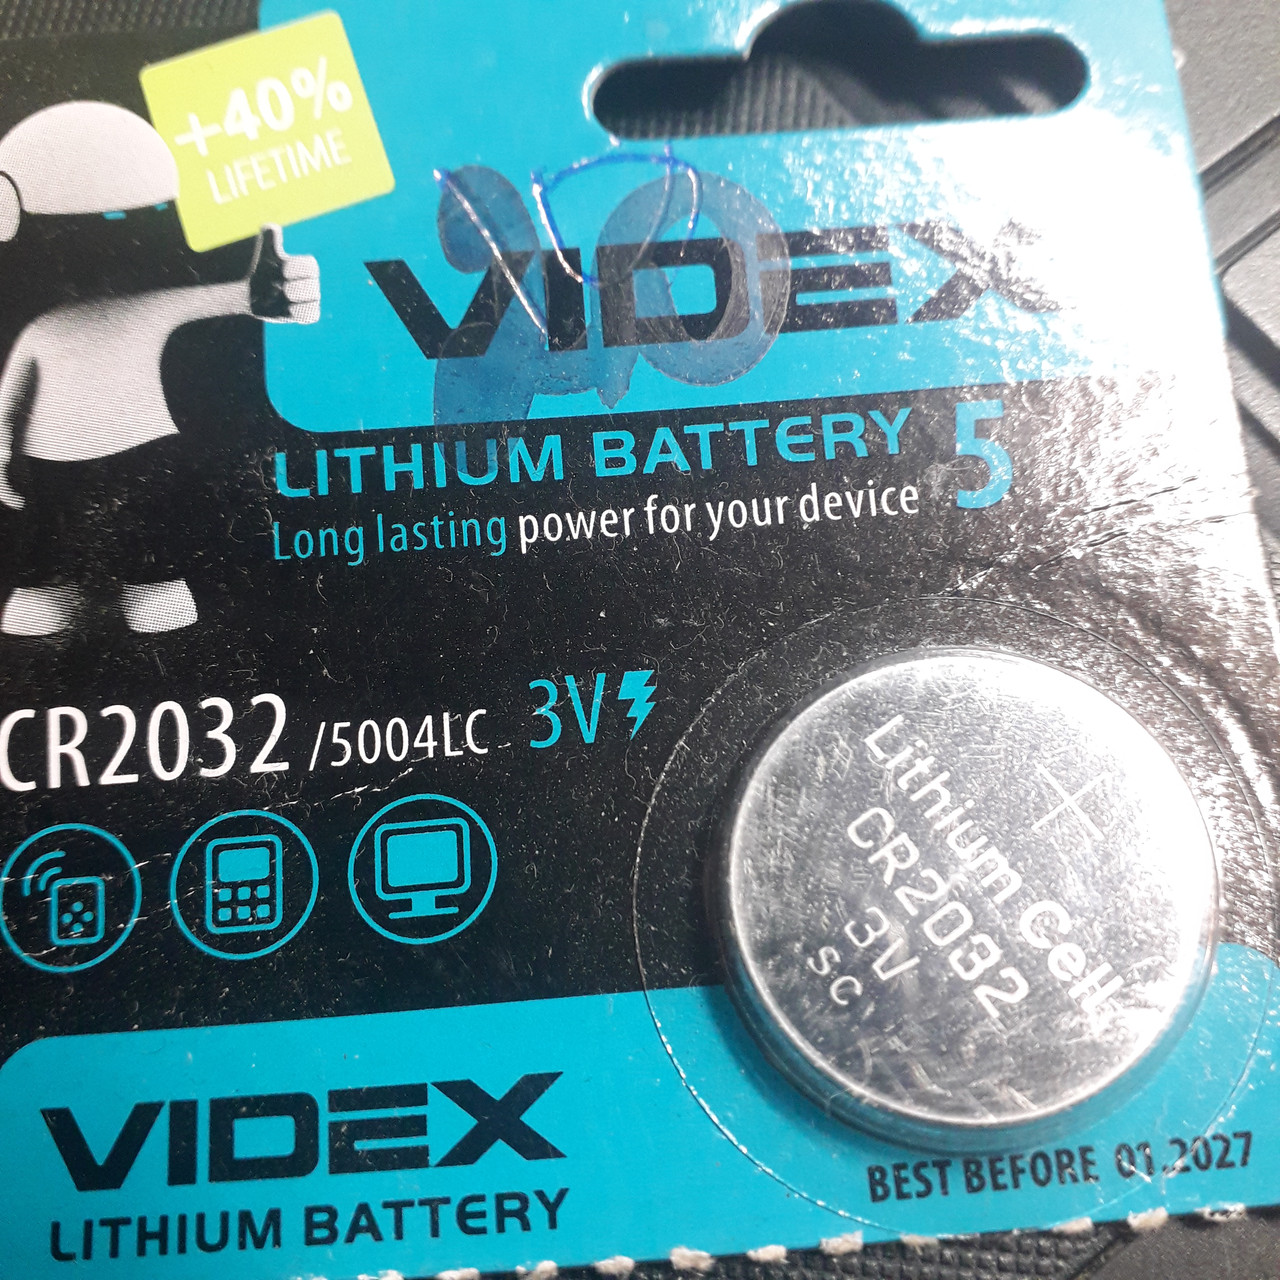 +40%
LIFETIME
VIDEX
LITHIUM BATTERY 5
Long lasting power for your device
CR2032 /5004LC 3V
+
Lithium Cell
CR2032
3V
SC
VIDEX
LITHIUM BATTERY
BEST BEFORE 01.2027